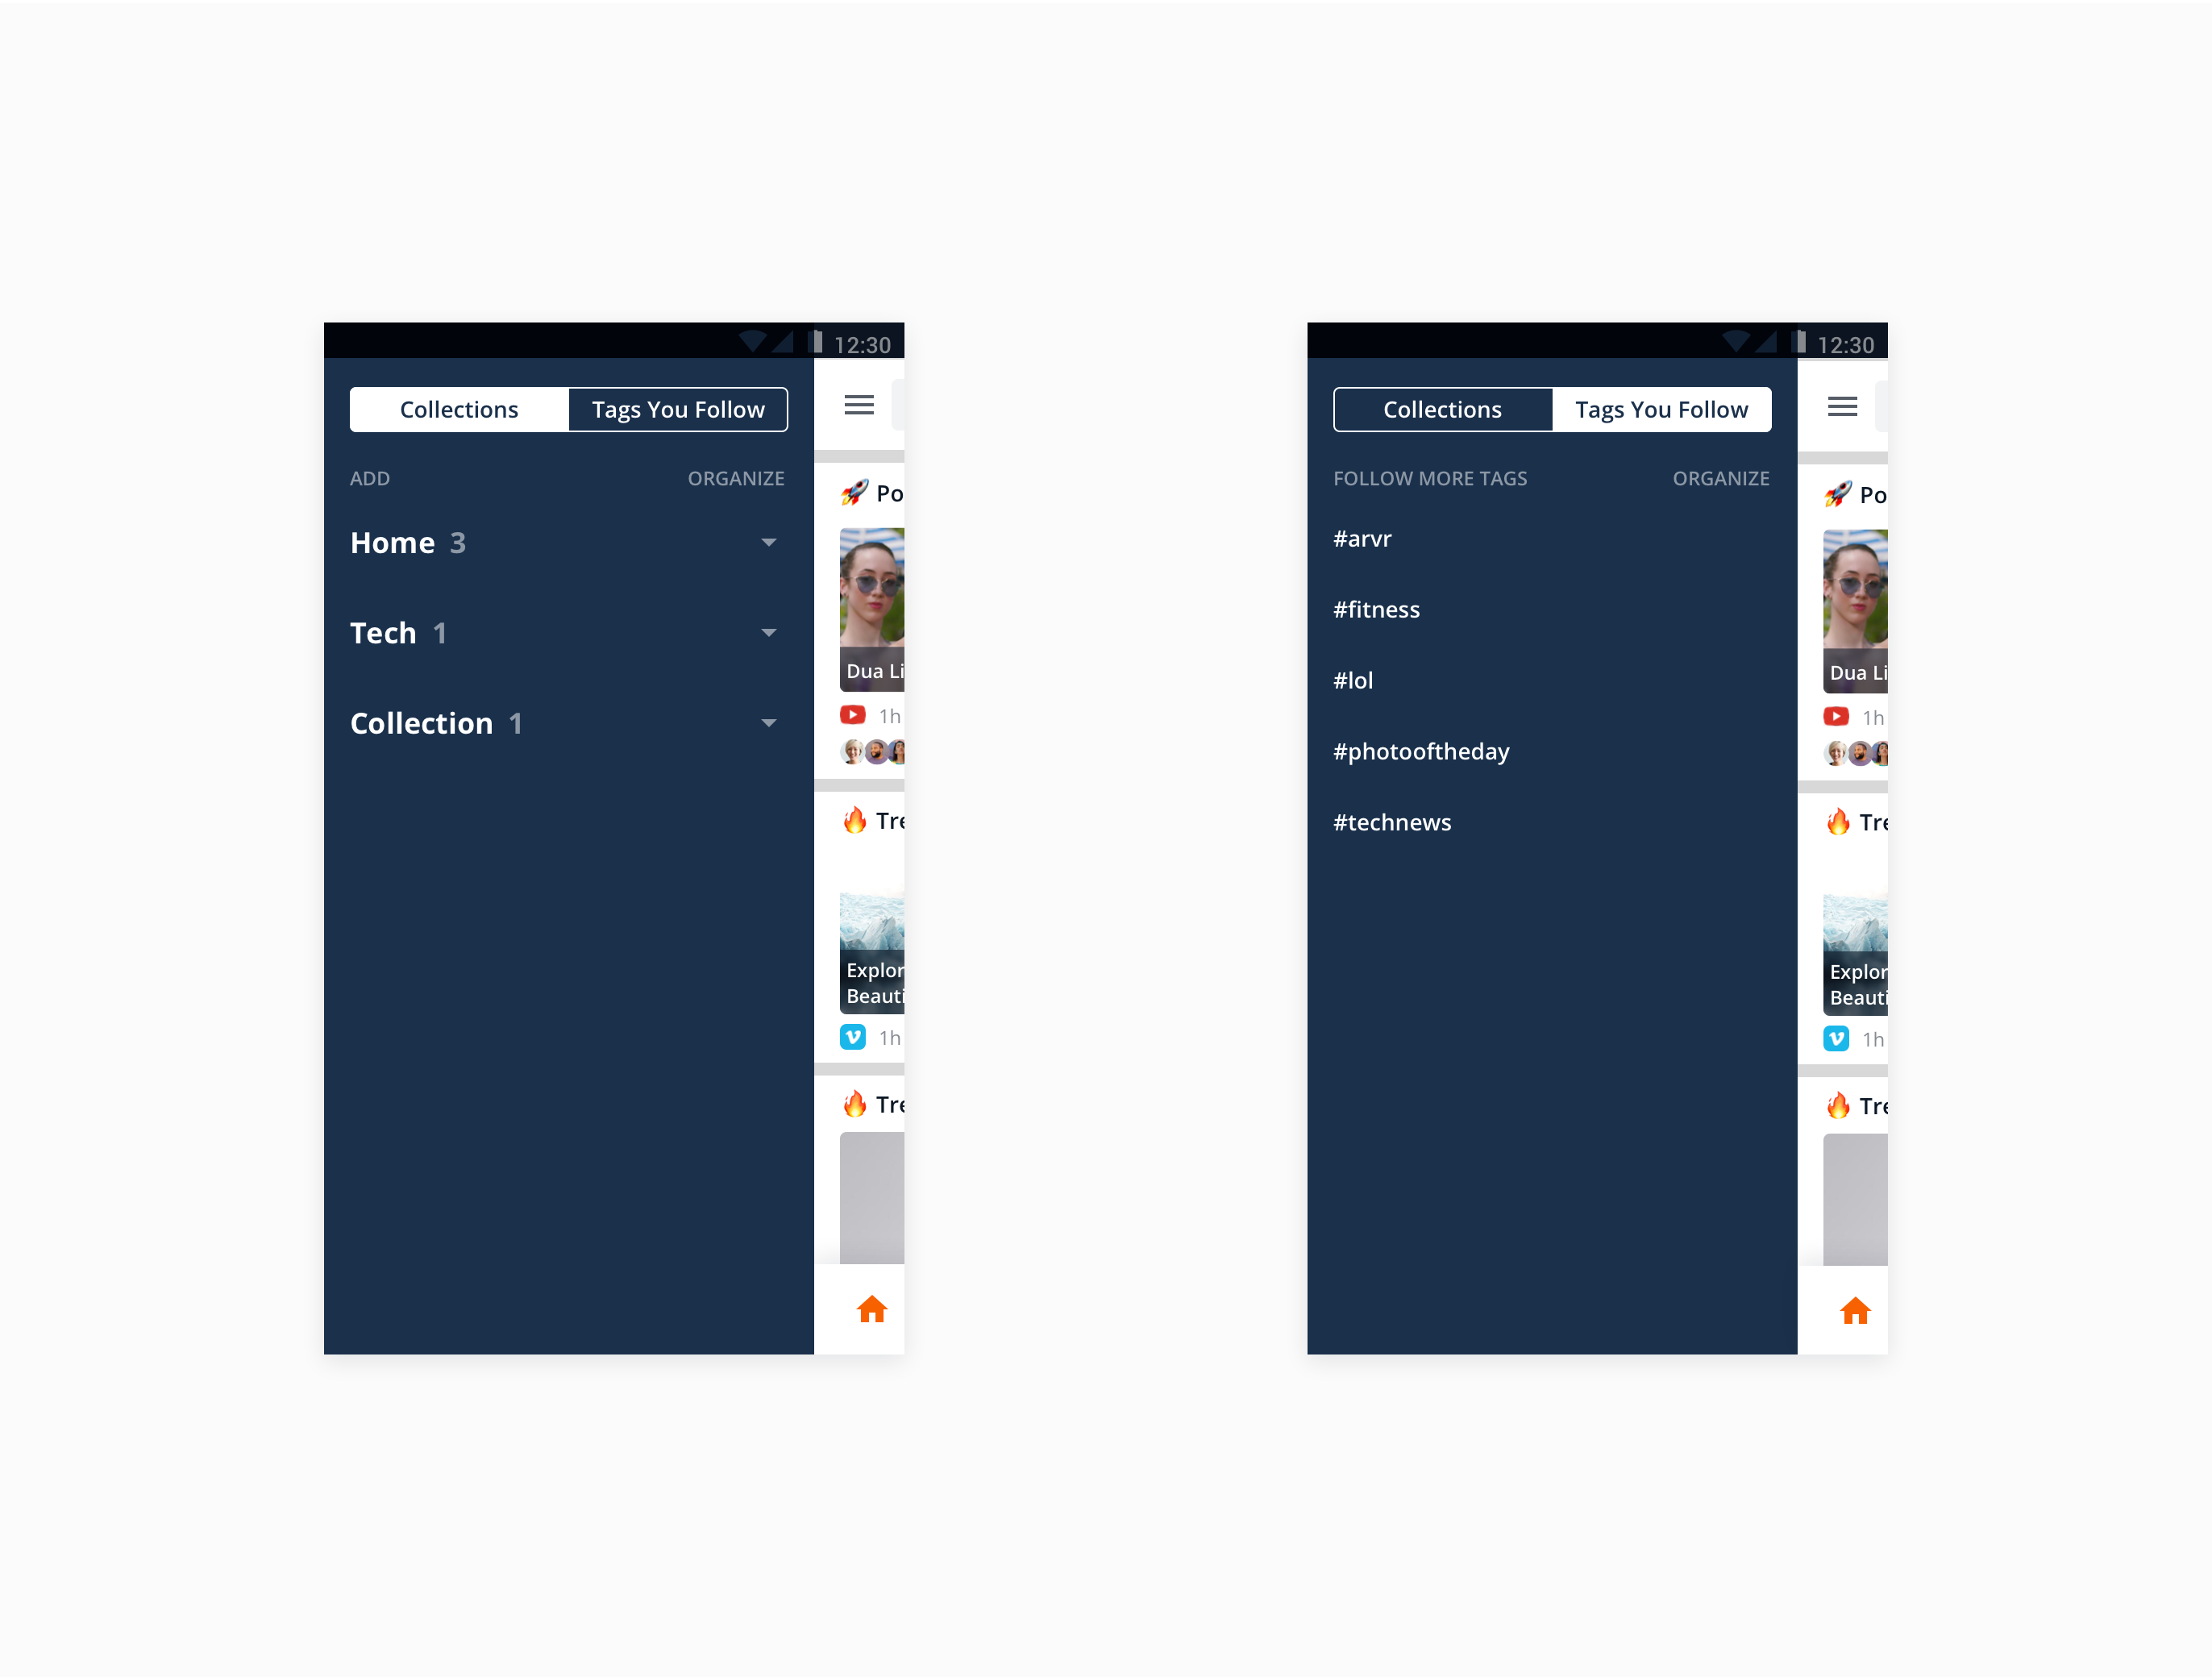 12:30
Collections Tags You Follow
ADD ORGANIZE
Home 3
Tech 1
Collection 1
Po
Dua Li
1h
Tre
Explor
Beauti
1h
Tre
12:30
Collections Tags You Follow
FOLLOW MORE TAGS ORGANIZE
#arvr
#fitness
#lol
#photooftheday
#technews
Po
Dua Li
1h
Tre
Explor
Beauti
1h
Tre